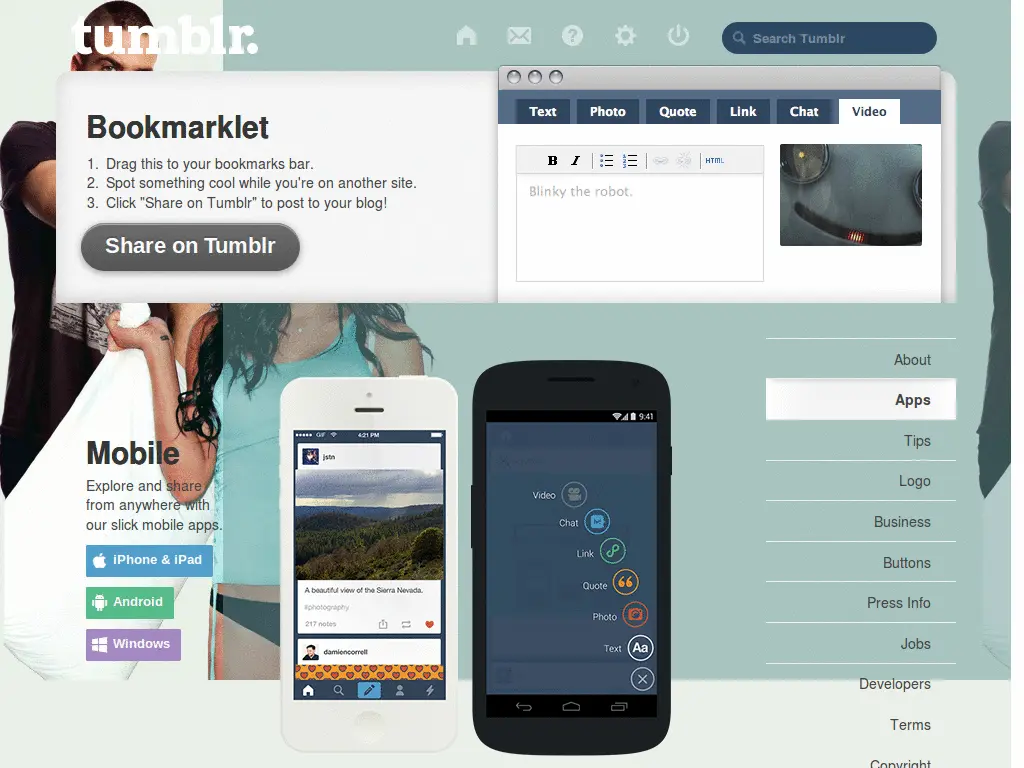 tumblr.
Search Tumblr
Bookmarklet
1. Drag this to your bookmarks bar.
2. Spot something cool while you're on another site.
3. Click "Share on Tumblr" to post to your blog!
Share on Tumblr
Text Photo Quote Link Chat Video
B I HTML
Blinky the robot.
Mobile
Explore and share
from anywhere with
our slick mobile apps.
iPhone & iPad
Android
Windows
GIF 4:21 PM
jstn
A beautiful view of the Sierra Nevada.
#photography
217 notes
damiencorrell
9:41
Video
Chat
Link
Quote
Photo
Text Aa
About
Apps
Tips
Logo
Business
Buttons
Press Info
Jobs
Developers
Terms
Copyright